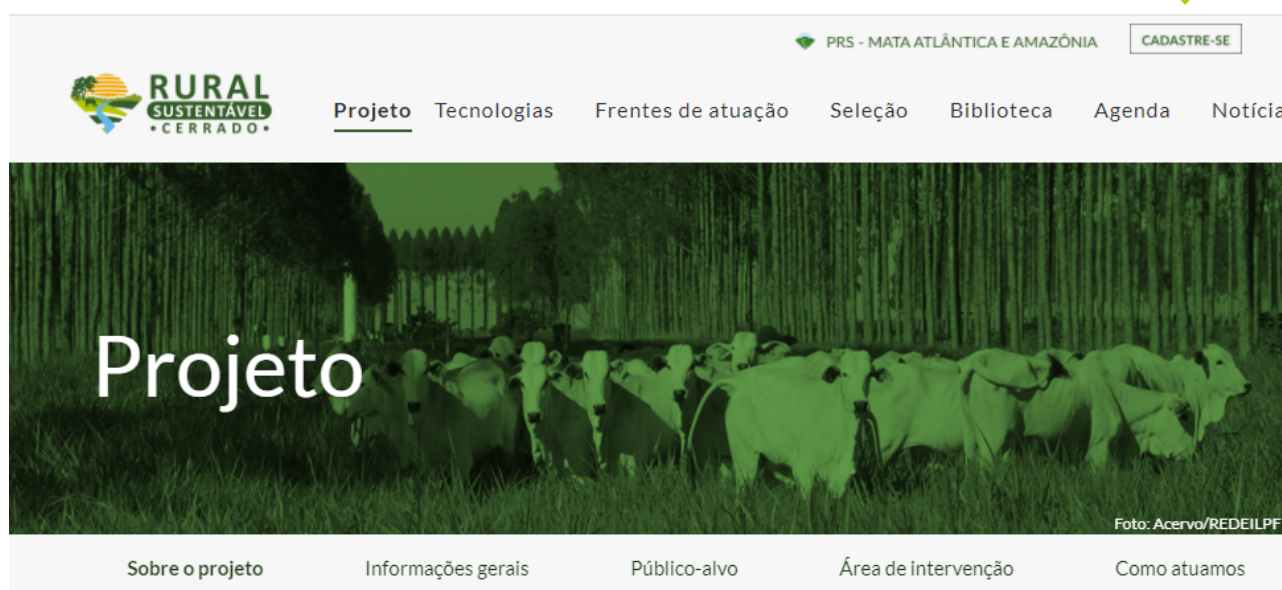 PRS - MATA ATLÂNTICA E AMAZÔNIA CADASTRE-SE
RURAL
SUSTENTÁVEL
•CERRADO•
Projeto Tecnologias Frentes de atuação Seleção Biblioteca Agenda Notícia
Projeto
Foto: Acervo/REDEILPF
Sobre o projeto Informações gerais Público-alvo Área de intervenção Como atuamos